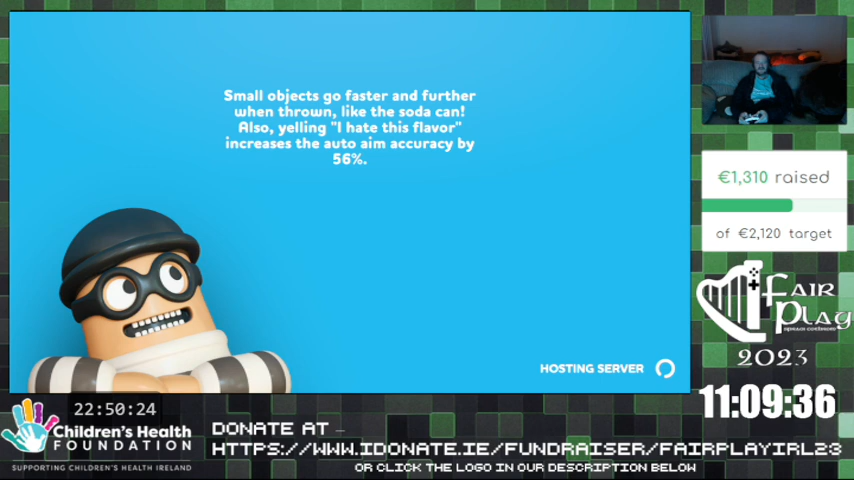 Small objects go faster and further
when thrown, like the soda can!
Also, yelling "I hate this flavor"
increases the auto aim accuracy by
56%.
€1,310 raised
of €2,120 target
FAIR
PLAY
2023
HOSTING SERVER
11:09:36
22:50:24
Children's Health
FOUNDATION
SUPPORTING CHILDREN'S HEALTH IRELAND
DONATE AT _
HTTPS://WWW.IDONATE.IE/FUNDRAISER/FAIRPLAYIRL23
OR CLICK THE LOGO IN OUR DESCRIPTION BELOW